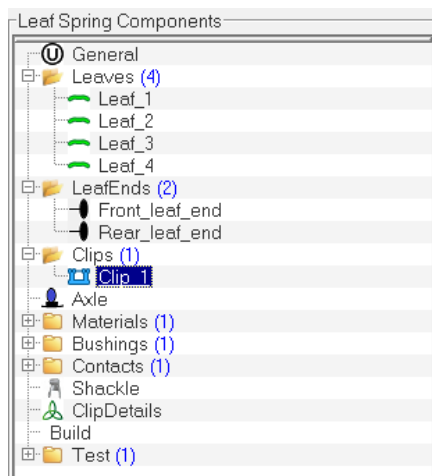 Leaf Spring Components
General
Leaves (4)
Leaf_1
Leaf_2
Leaf_3
Leaf_4
LeafEnds (2)
Front_leaf_end
Rear_leaf_end
Clips (1)
Clip_1
Axle
Materials (1)
Bushings (1)
Contacts (1)
Shackle
ClipDetails
Build
Test (1)